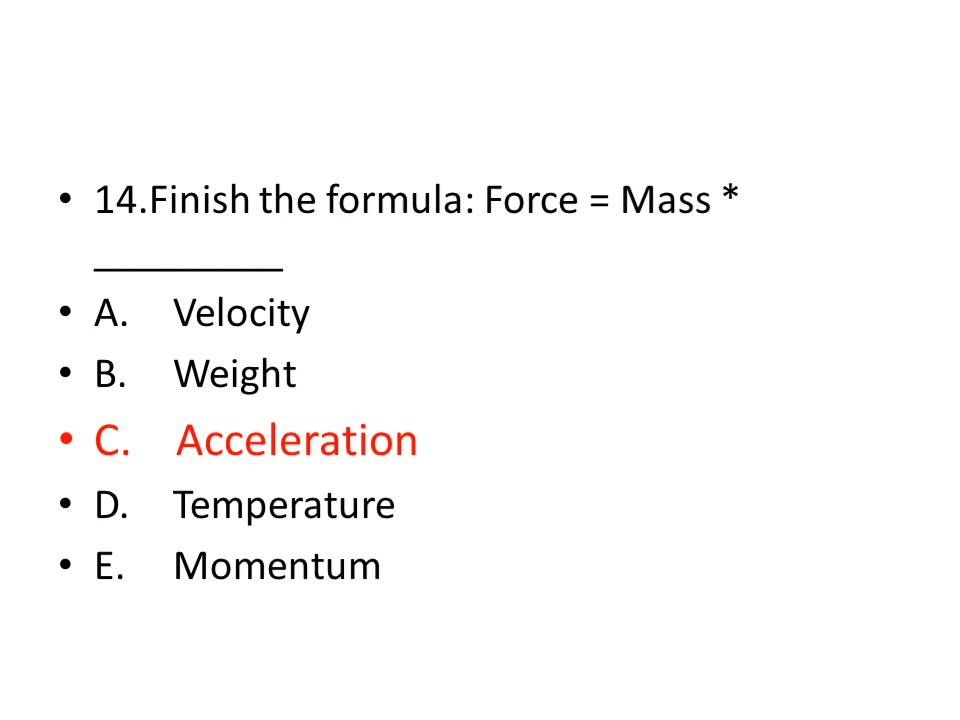 • 14.Finish the formula: Force = Mass *
_________
• A. Velocity
• B. Weight
• C. Acceleration
• D. Temperature
• E. Momentum